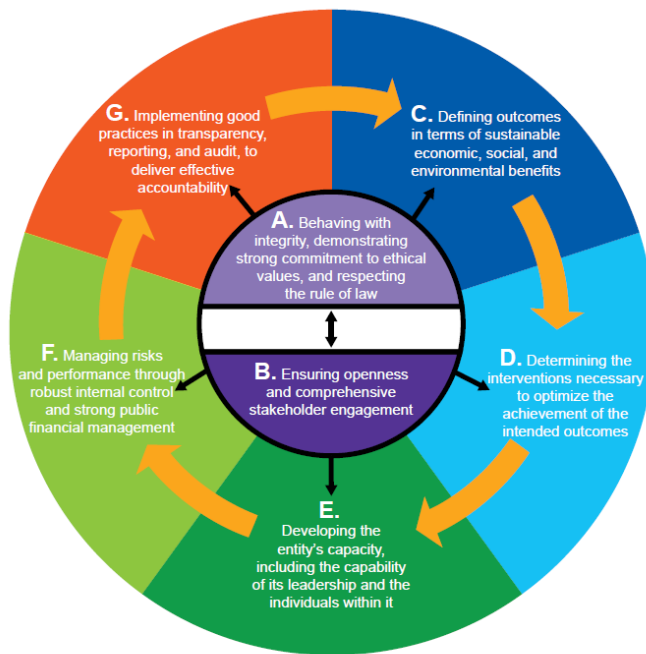 G. Implementing good
practices in transparency,
reporting, and audit, to
deliver effective
accountability
C. Defining outcomes
in terms of sustainable
economic, social, and
environmental benefits
A. Behaving with
integrity, demonstrating
strong commitment to ethical
values, and respecting
the rule of law
F. Managing risks
and performance through
robust internal control
and strong public
financial management
B. Ensuring openness
and comprehensive
stakeholder engagement
D. Determining the
interventions necessary
to optimize the
achievement of the
intended outcomes
E.
Developing the
entity's capacity,
including the capability
of its leadership and the
individuals within it